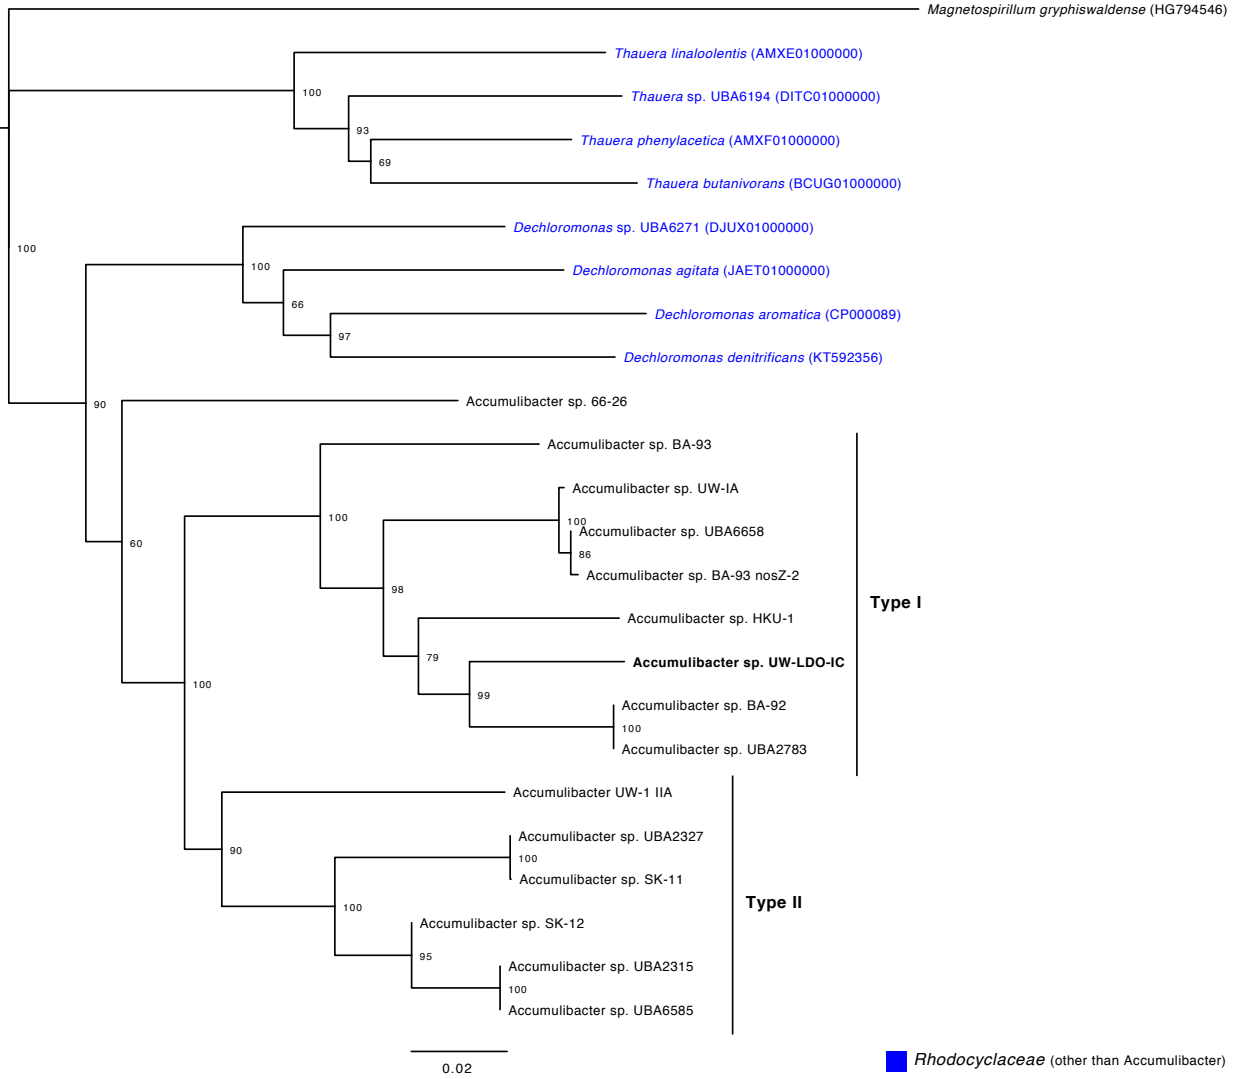 Magnetospirillum gryphiswaldense (HG794546)
Thauera linaloolentis (AMXE01000000)
100
Thauera sp. UBA6194 (DITC01000000)
93
Thauera phenylacetica (AMXF01000000)
69
Thauera butanivorans (BCUG01000000)
Dechloromonas sp. UBA6271 (DJUX01000000)
100
100
Dechloromonas agitata (JAET01000000)
66
Dechloromonas aromatica (CP000089)
97
Dechloromonas denitrificans (KT592356)
90
Accumulibacter sp. 66-26
Accumulibacter sp. BA-93
Accumulibacter sp. UW-IA
100
100
Accumulibacter sp. UBA6658
60
86
Accumulibacter sp. BA-93 nosZ-2
98
Type I
Accumulibacter sp. HKU-1
79
Accumulibacter sp. UW-LDO-IC
100
99
Accumulibacter sp. BA-92
100
Accumulibacter sp. UBA2783
Accumulibacter UW-1 IIA
Accumulibacter sp. UBA2327
90
100
Accumulibacter sp. SK-11
Type II
100
Accumulibacter sp. SK-12
95
Accumulibacter sp. UBA2315
100
Accumulibacter sp. UBA6585
0.02
Rhodocyclaceae (other than Accumulibacter)